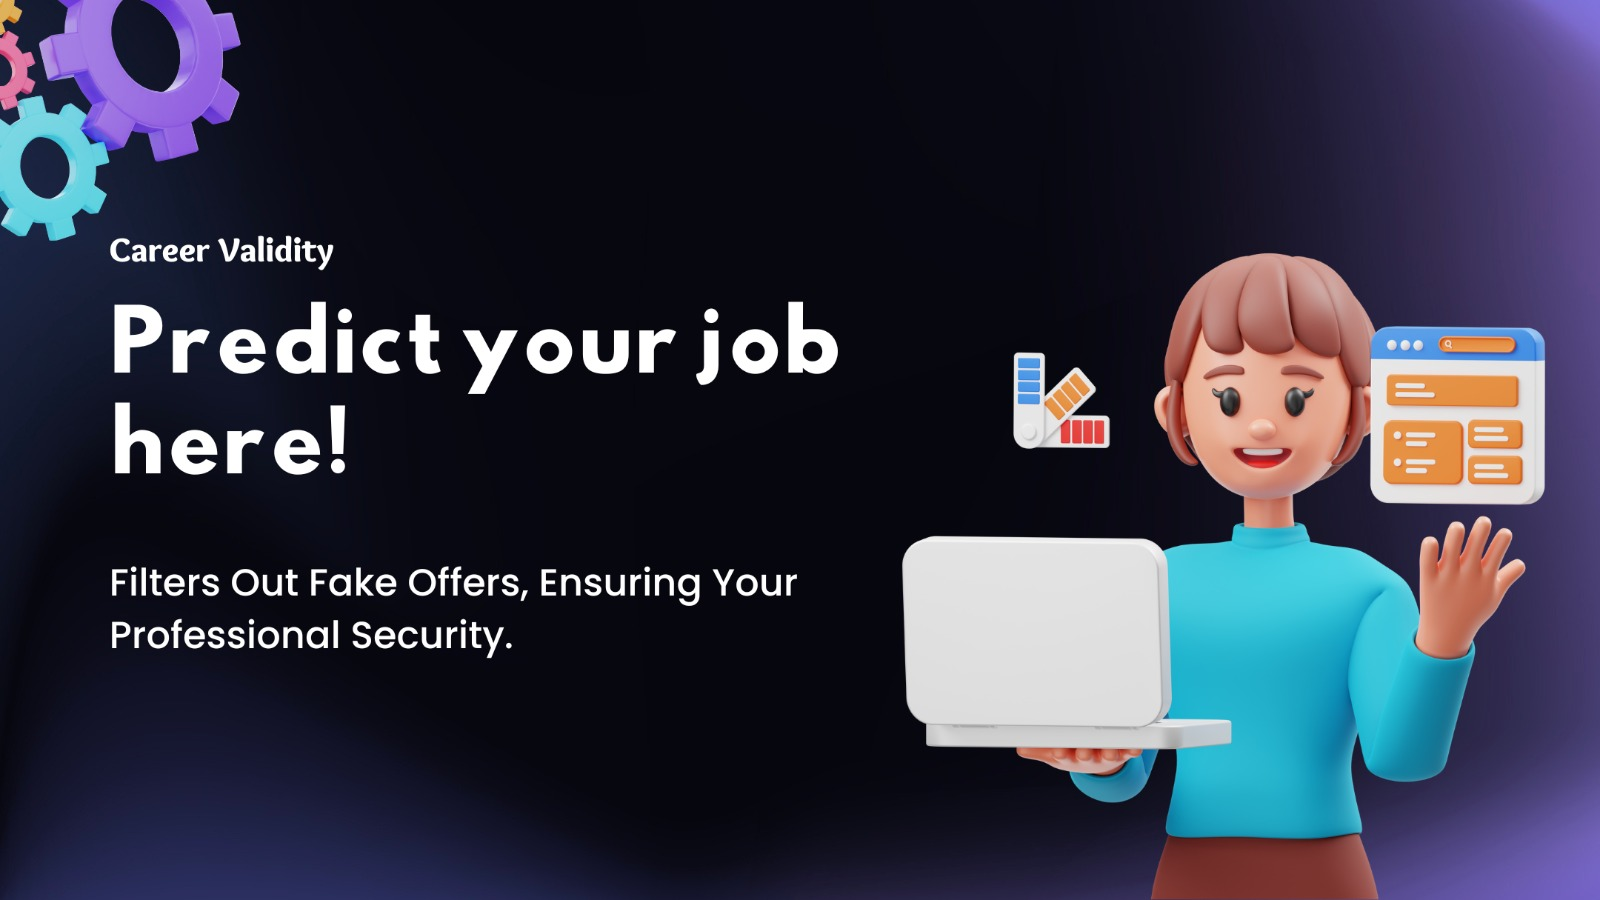 Career Validity
Predict your job
here!
Filters Out Fake Offers, Ensuring Your
Professional Security.